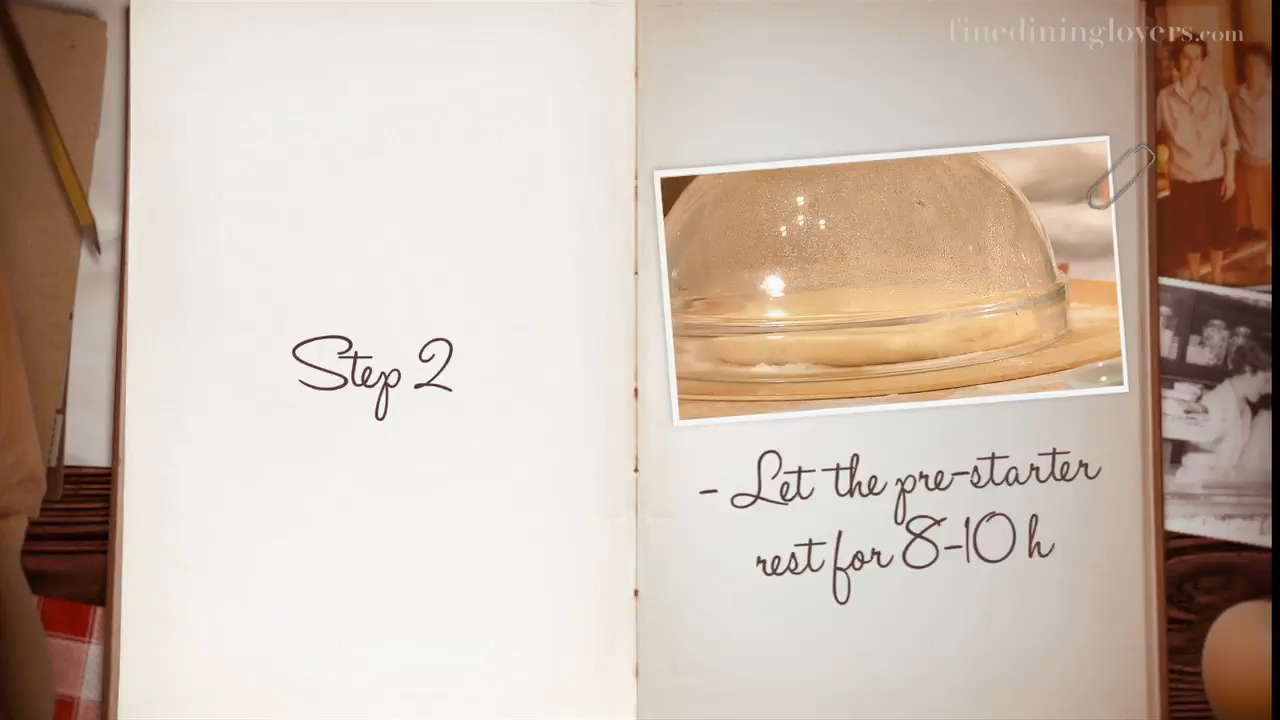 finedininglovers.com
Step 2
- Let the pre-starter
rest for 8-10 h